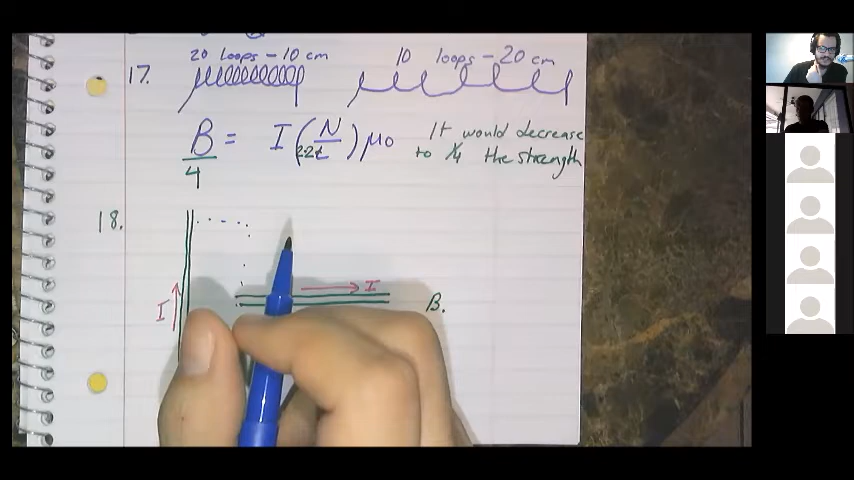 20 loops - 10 cm
10 loops - 20 cm
17.
B/4 = I (N/2·2L) μ0
It would decrease
to 1/4 the strength
18.
I
I
B.